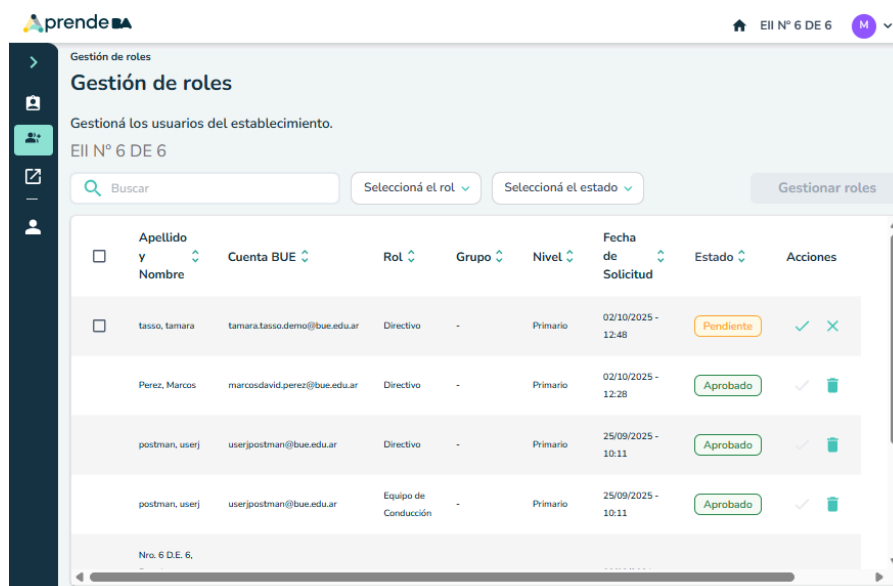 Aprende BA
EII N° 6 DE 6
M
Gestión de roles
Gestión de roles
Gestioná los usuarios del establecimiento.
EII N° 6 DE 6
Buscar
Seleccioná el rol
Seleccioná el estado
Gestionar roles
Apellido y Nombre Cuenta BUE Rol Grupo Nivel Fecha de Solicitud Estado Acciones
tasso, tamara tamara.tasso.demo@bue.edu.ar Directivo - Primario 02/10/2025 - 12:48 Pendiente
Perez, Marcos marcosdavid.perez@bue.edu.ar Directivo - Primario 02/10/2025 - 12:28 Aprobado
postman, userj userjpostman@bue.edu.ar Directivo - Primario 25/09/2025 - 10:11 Aprobado
postman, userj userjpostman@bue.edu.ar Equipo de Conducción - Primario 25/09/2025 - 10:11 Aprobado
Nro. 6 D.E. 6,